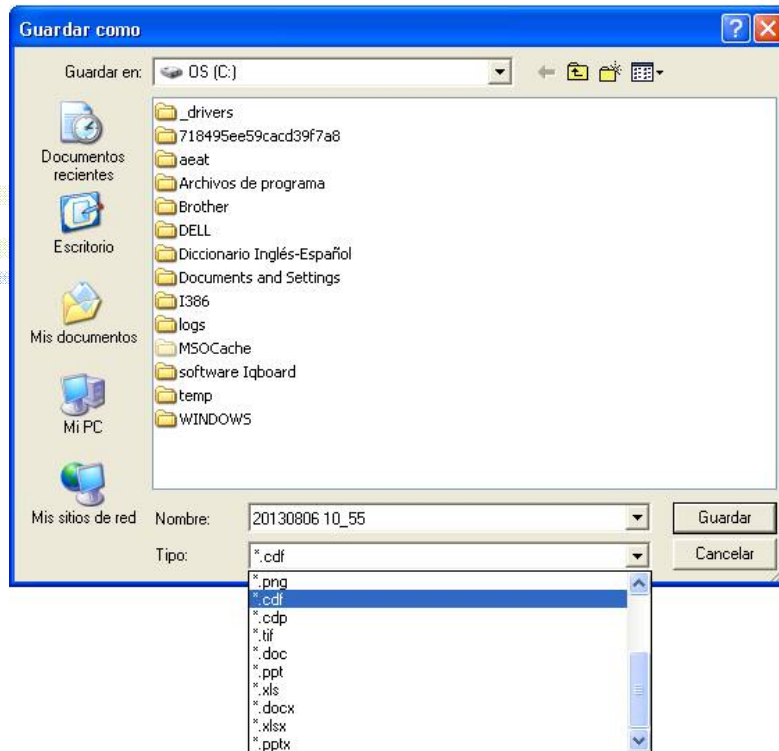 Guardar como
Guardar en:
OS (C:)
Documentos
recientes
Escritorio
Mis documentos
Mi PC
Mis sitios de red
_drivers
718495ee59cacd39f7a8
aeat
Archivos de programa
Brother
DELL
Diccionario Inglés-Español
Documents and Settings
I386
logs
MSOCache
software Iqboard
temp
WINDOWS
Nombre:
20130806 10_55
Guardar
Tipo:
*.cdf
Cancelar
*.png
*.cdf
*.cdp
*.tif
*.doc
*.ppt
*.xls
*.docx
*.xlsx
*.pptx